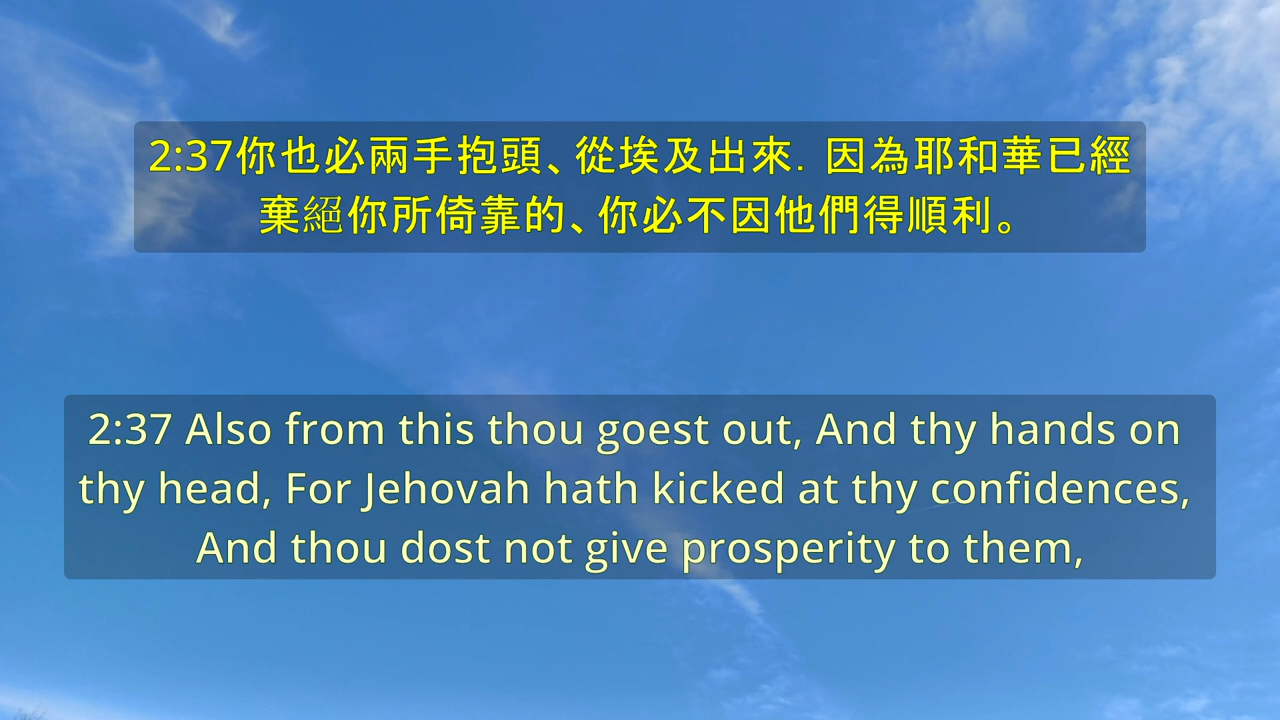 2:37你也必兩手抱頭、從埃及出來．因為耶和華已經
棄絕你所倚靠的、你必不因他們得順利。
2:37 Also from this thou goest out, And thy hands on
thy head, For Jehovah hath kicked at thy confidences,
And thou dost not give prosperity to them,